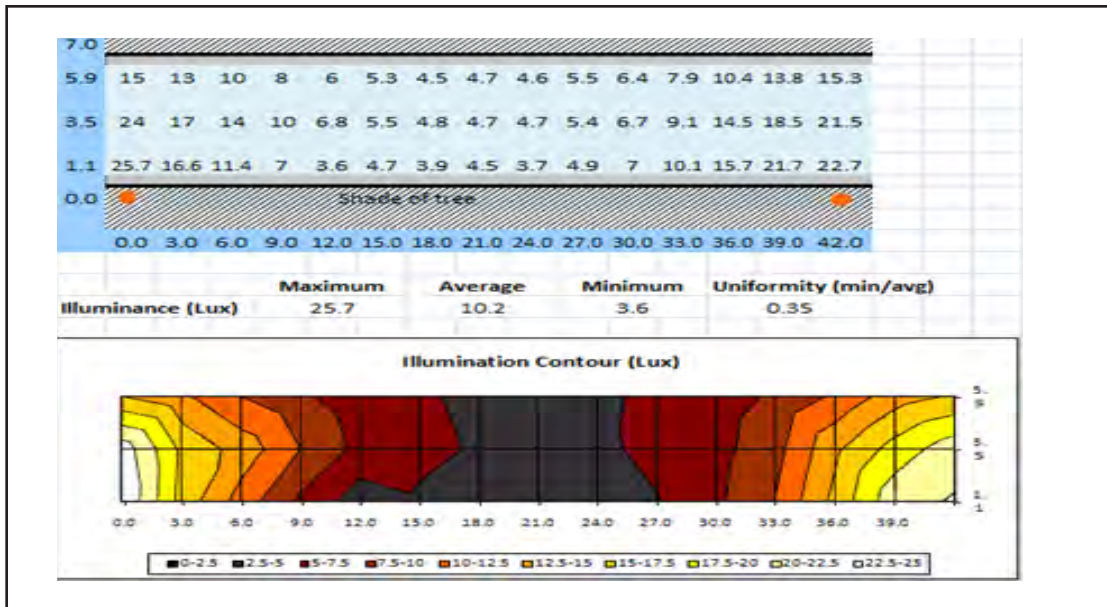 7.0
5.9 15 13 10 8 6 5.3 4.5 4.7 4.6 5.5 6.4 7.9 10.4 13.8 15.3
3.5 24 17 14 10 6.8 5.5 4.8 4.7 4.7 5.4 6.7 9.1 14.5 18.5 21.5
1.1 25.7 16.6 11.4 7 3.6 4.7 3.9 4.5 3.7 4.9 7 10.1 15.7 21.7 22.7
0.0 Shade of tree
0.0 3.0 6.0 9.0 12.0 15.0 18.0 21.0 24.0 27.0 30.0 33.0 36.0 39.0 42.0
Maximum Average Minimum Uniformity (min/avg)
Illuminance (Lux) 25.7 10.2 3.6 0.35
Illumination Contour (Lux)
0.0 3.0 6.0 9.0 12.0 15.0 18.0 21.0 24.0 27.0 30.0 33.0 36.0 39.0
0-2.5 2.5-5 5-7.5 7.5-10 10-12.5 12.5-15 15-17.5 17.5-20 20-22.5 22.5-25